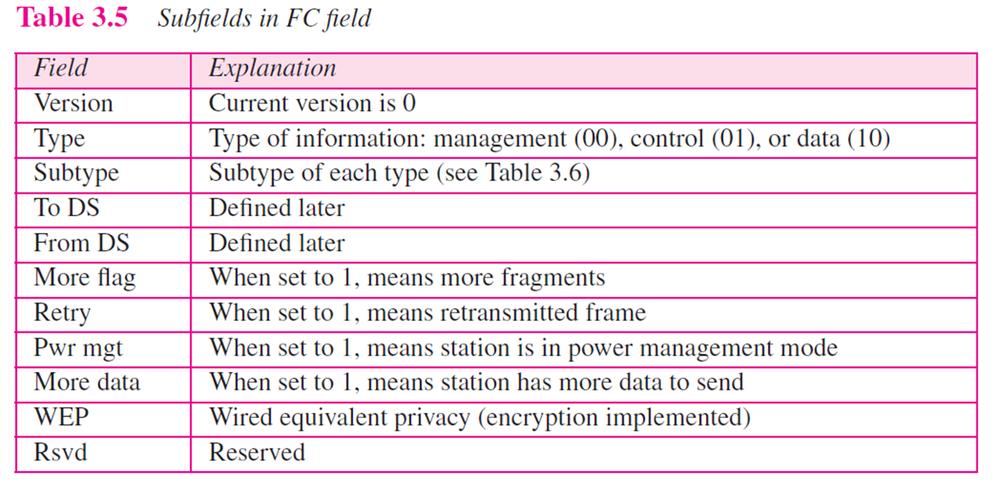 Table 3.5 Subfields in FC field
Field Explanation
Version Current version is 0
Type Type of information: management (00), control (01), or data (10)
Subtype Subtype of each type (see Table 3.6)
To DS Defined later
From DS Defined later
More flag When set to 1, means more fragments
Retry When set to 1, means retransmitted frame
Pwr mgt When set to 1, means station is in power management mode
More data When set to 1, means station has more data to send
WEP Wired equivalent privacy (encryption implemented)
Rsvd Reserved